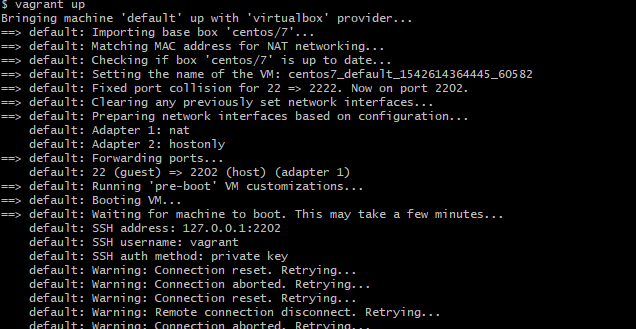 $ vagrant up
Bringing machine 'default' up with 'virtualbox' provider...
==> default: Importing base box 'centos/7'...
==> default: Matching MAC address for NAT networking...
==> default: Checking if box 'centos/7' is up to date...
==> default: Setting the name of the VM: centos7_default_1542614364445_60582
==> default: Fixed port collision for 22 => 2222. Now on port 2202.
==> default: Clearing any previously set network interfaces...
==> default: Preparing network interfaces based on configuration...
    default: Adapter 1: nat
    default: Adapter 2: hostonly
==> default: Forwarding ports...
    default: 22 (guest) => 2202 (host) (adapter 1)
==> default: Running 'pre-boot' VM customizations...
==> default: Booting VM...
==> default: Waiting for machine to boot. This may take a few minutes...
    default: SSH address: 127.0.0.1:2202
    default: SSH username: vagrant
    default: SSH auth method: private key
    default: Warning: Connection reset. Retrying...
    default: Warning: Connection aborted. Retrying...
    default: Warning: Connection reset. Retrying...
    default: Warning: Remote connection disconnect. Retrying...
    default: Warning: Connection aborted. Retrying...